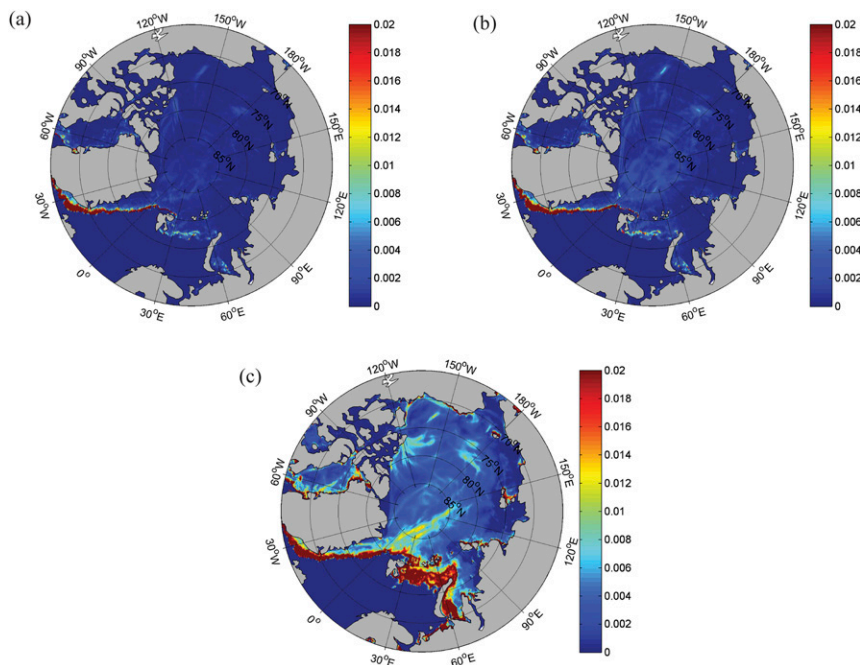 (a)
120°W
150°W
90°W
180°W
60°W
70°N
75°N
80°N
85°N
150°E
30°W
120°E
0°
90°E
30°E
60°E
0.02
0.018
0.016
0.014
0.012
0.01
0.008
0.006
0.004
0.002
0
(b)
120°W
150°W
90°W
180°W
60°W
70°N
75°N
80°N
85°N
150°E
30°W
120°E
0°
90°E
30°E
60°E
0.02
0.018
0.016
0.014
0.012
0.01
0.008
0.006
0.004
0.002
0
(c)
120°W
150°W
90°W
180°W
60°W
70°N
75°N
80°N
85°N
150°E
30°W
120°E
0°
90°E
30°E
60°E
0.02
0.018
0.016
0.014
0.012
0.01
0.008
0.006
0.004
0.002
0